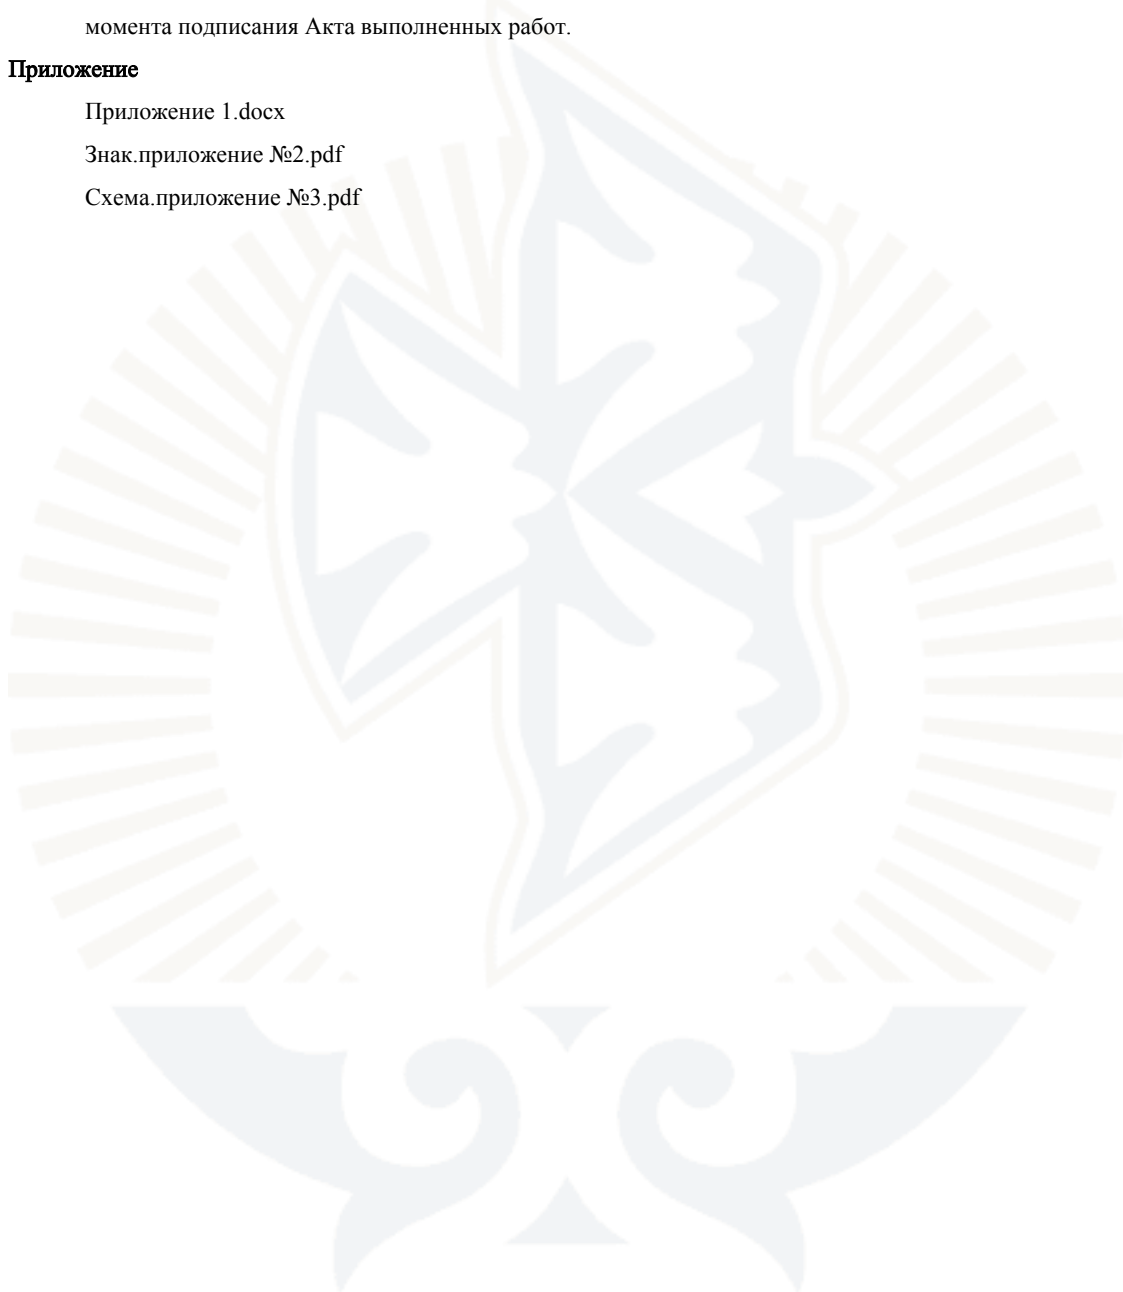 момента подписания Акта выполненных работ.
Приложение
Приложение 1.docx
Знак.приложение №2.pdf
Схема.приложение №3.pdf